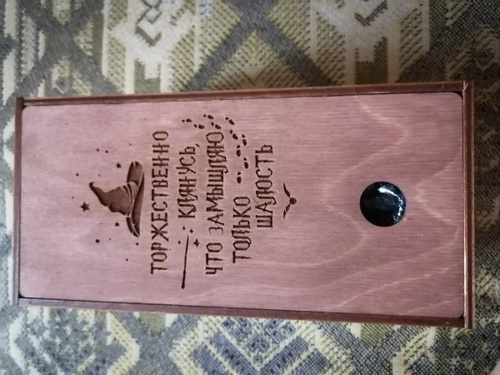 ТОРЖЕСТВЕННО
КЛЯНУСЬ,
ЧТО ЗАМЫШЛЯЮ
ТОЛЬКО
ШАЛОСТЬ